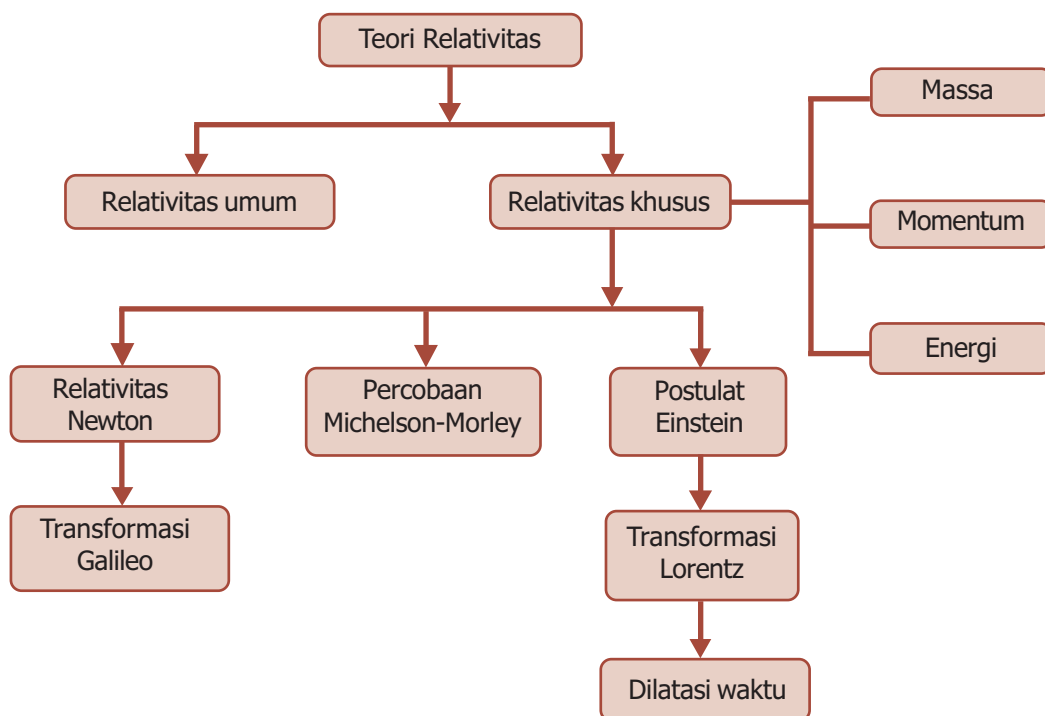 Teori Relativitas
Massa
Relativitas umum
Relativitas khusus
Momentum
Energi
Relativitas
Newton
Percobaan
Michelson-Morley
Postulat
Einstein
Transformasi
Galileo
Transformasi
Lorentz
Dilatasi waktu